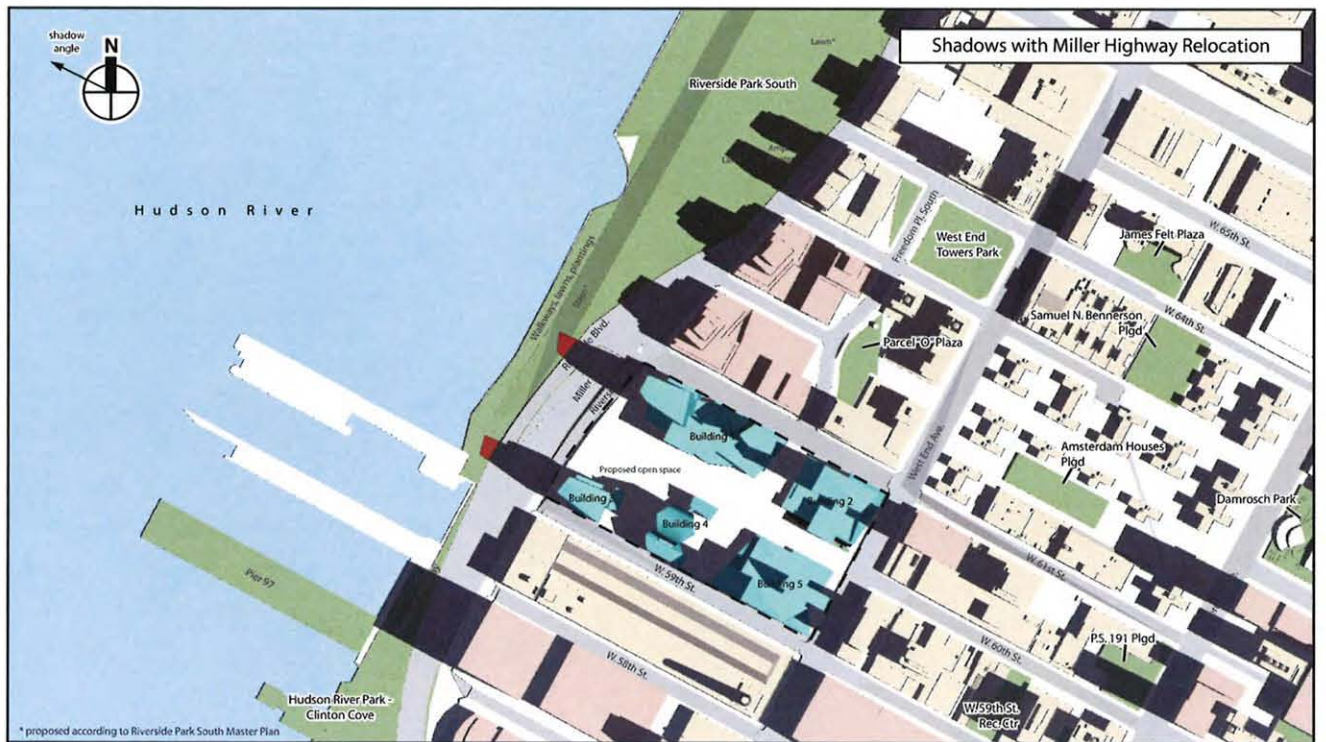 shadow
angle
N
Shadows with Miller Highway Relocation
Lawn*
Riverside Park South
Hudson River
Freedom Pl. South
West End
Towers Park
James Felt Plaza
W. 65th St.
W. 64th St.
Samuel N. Bennerson
Plgd
Walkways, lawns, plantings
Parcel "O" Plaza
Miller
Building
West End Ave.
Amsterdam Houses
Plgd
Damrosch Park
Proposed open space
Building
Building 2
Building 4
Building 5
W. 61st St.
W. 59th St.
Pier 97
W. 60th St.
P.S. 191 Plgd
W. 58th St.
Hudson River Park -
Clinton Cove
W. 59th St.
Rec. Ctr
* proposed according to Riverside Park South Master Plan